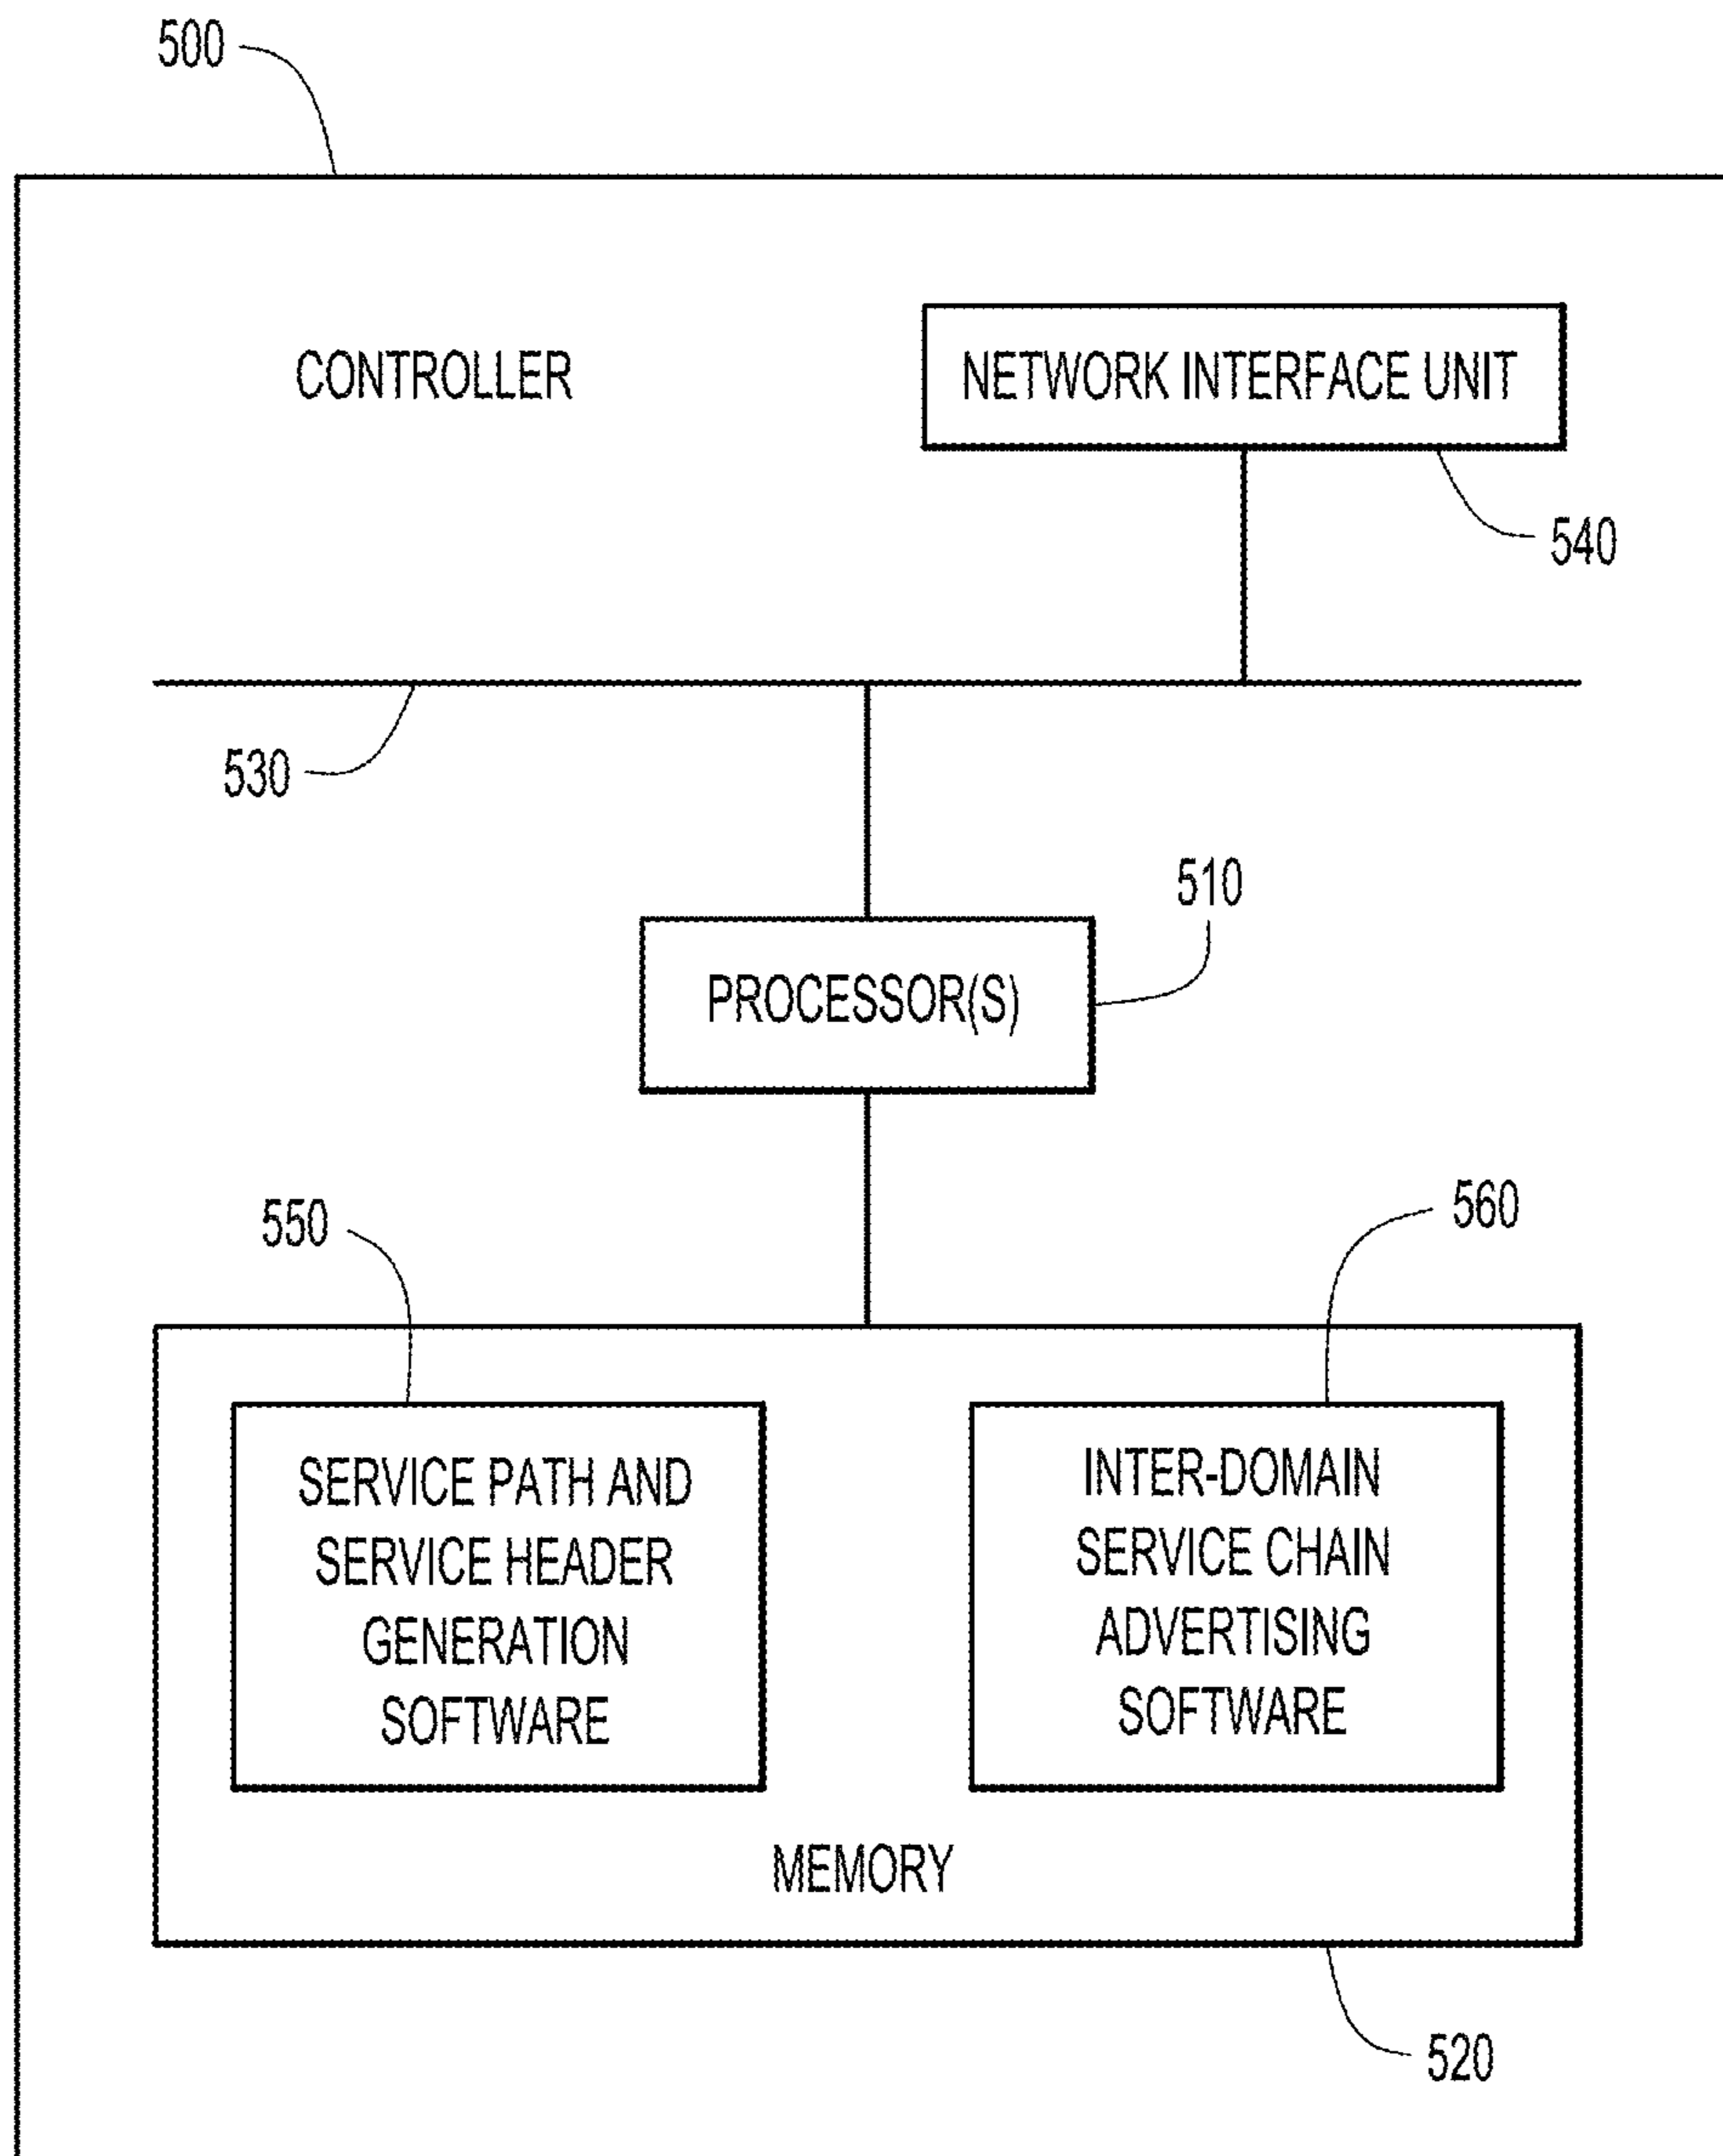 500
CONTROLLER
NETWORK INTERFACE UNIT
540
530
510
PROCESSOR(S)
550
560
SERVICE PATH AND
SERVICE HEADER
GENERATION
SOFTWARE
INTER-DOMAIN
SERVICE CHAIN
ADVERTISING
SOFTWARE
MEMORY
520